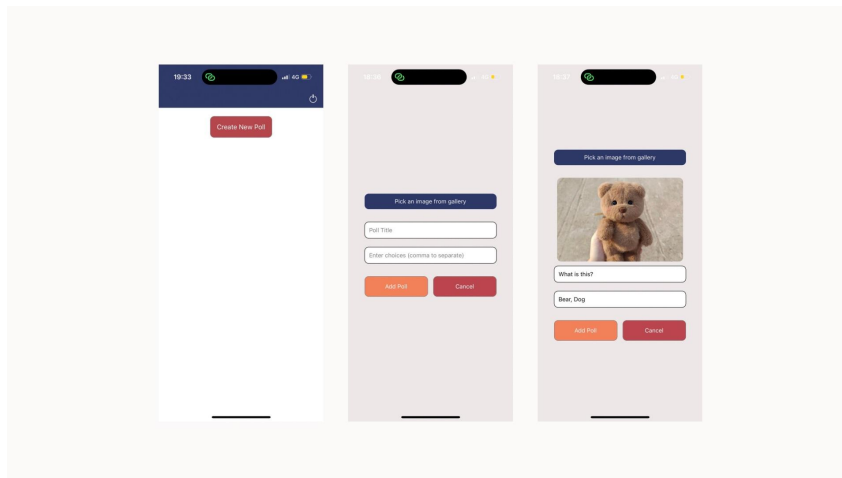 19:33
4G
Create New Poll
Pick an image from gallery
Poll Title
Enter choices (comma to separate)
Add Poll
Cancel
Pick an image from gallery
What is this?
Bear, Dog
Add Poll
Cancel